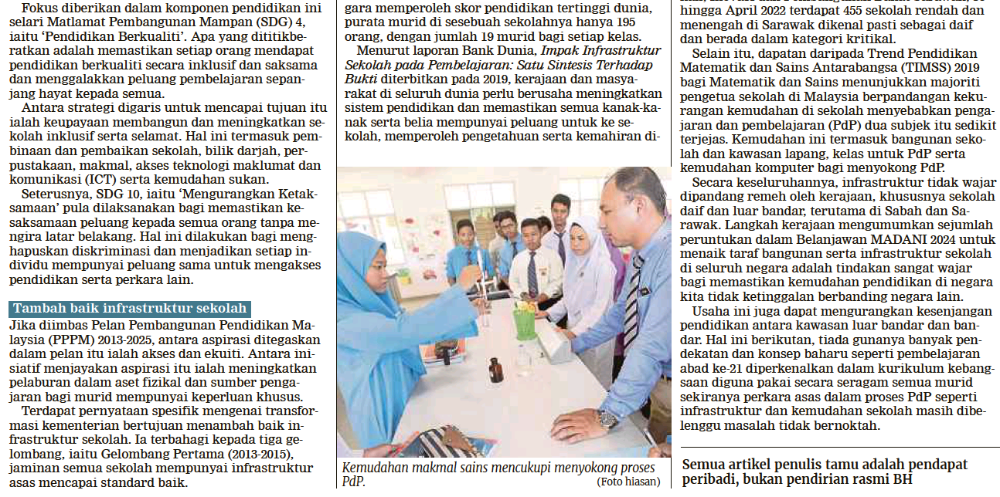 Fokus diberikan dalam komponen pendidikan ini
selari Matlamat Pembangunan Mampan (SDG) 4,
iaitu ‘Pendidikan Berkualiti’. Apa yang dititikbe-
ratkan adalah memastikan setiap orang mendapat
pendidikan berkualiti secara inklusif dan saksama
dan menggalakkan peluang pembelajaran sepan-
jang hayat kepada semua.
Antara strategi digaris untuk mencapai tujuan itu
ialah keupayaan membangun dan meningkatkan se-
kolah inklusif serta selamat. Hal ini termasuk pem-
binaan dan pembaikan sekolah, bilik darjah, per-
pustakaan, makmal, akses teknologi maklumat dan
komunikasi (ICT) serta kemudahan sukan.
Seterusnya, SDG 10, iaitu ‘Mengurangkan Ketak-
samaan’ pula dilaksanakan bagi memastikan ke-
saksamaan peluang kepada semua orang tanpa me-
ngira latar belakang. Hal ini dilakukan bagi meng-
hapuskan diskriminasi dan menjadikan setiap in-
dividu mempunyai peluang sama untuk mengakses
pendidikan serta perkara lain.
Tambah baik infrastruktur sekolah
Jika diimbas Pelan Pembangunan Pendidikan Ma-
laysia (PPPM) 2013-2025, antara aspirasi ditegaskan
dalam pelan itu ialah akses dan ekuiti. Antara ini-
siatif menjayakan aspirasi itu ialah meningkatkan
pelaburan dalam aset fizikal dan sumber penga-
jaran bagi murid mempunyai keperluan khusus.
Terdapat pernyataan spesifik mengenai transfor-
masi kementerian bertujuan menambah baik in-
frastruktur sekolah. Ia terbahagi kepada tiga ge-
lombang, iaitu Gelombang Pertama (2013-2015),
jaminan semua sekolah mempunyai infrastruktur
asas mencapai standard baik.
gara memperoleh skor pendidikan tertinggi dunia,
purata murid di sesebuah sekolahnya hanya 195
orang, dengan jumlah 19 murid bagi setiap kelas.
Menurut laporan Bank Dunia, Impak Infrastruktur
Sekolah pada Pembelajaran: Satu Sintesis Terhadap
Bukti diterbitkan pada 2019, kerajaan dan masya-
rakat di seluruh dunia perlu berusaha meningkatkan
sistem pendidikan dan memastikan semua kanak-ka-
nak serta belia mempunyai peluang untuk ke se-
kolah, memperoleh pengetahuan serta kemahiran di-
Kemudahan makmal sains mencukupi menyokong proses
PdP. (Foto hiasan)
hingga April 2022 terdapat 455 sekolah rendah dan
menengah di Sarawak dikenal pasti sebagai daif
dan berada dalam kategori kritikal.
Selain itu, dapatan daripada Trend Pendidikan
Matematik dan Sains Antarabangsa (TIMSS) 2019
bagi Matematik dan Sains menunjukkan majoriti
pengetua sekolah di Malaysia berpandangan keku-
rangan kemudahan di sekolah menyebabkan penga-
jaran dan pembelajaran (PdP) dua subjek itu sedikit
terjejas. Kemudahan ini termasuk bangunan seko-
lah dan kawasan lapang, kelas untuk PdP serta
kemudahan komputer bagi menyokong PdP.
Secara keseluruhannya, infrastruktur tidak wajar
dipandang remeh oleh kerajaan, khususnya sekolah
daif dan luar bandar, terutama di Sabah dan Sa-
rawak. Langkah kerajaan mengumumkan sejumlah
peruntukan dalam Belanjawan MADANI 2024 untuk
menaik taraf bangunan serta infrastruktur sekolah
di seluruh negara adalah tindakan sangat wajar
bagi memastikan kemudahan pendidikan di negara
kita tidak ketinggalan berbanding negara lain.
Usaha ini juga dapat mengurangkan kesenjangan
pendidikan antara kawasan luar bandar dan ban-
dar. Hal ini berikutan, tiada gunanya banyak pen-
dekatan dan konsep baharu seperti pembelajaran
abad ke-21 diperkenalkan dalam kurikulum kebang-
saan diguna pakai secara seragam semua murid
sekiranya perkara asas dalam proses PdP seperti
infrastruktur dan kemudahan sekolah masih dibe-
lenggu masalah tidak bernoktah.
Semua artikel penulis tamu adalah pendapat
peribadi, bukan pendirian rasmi BH